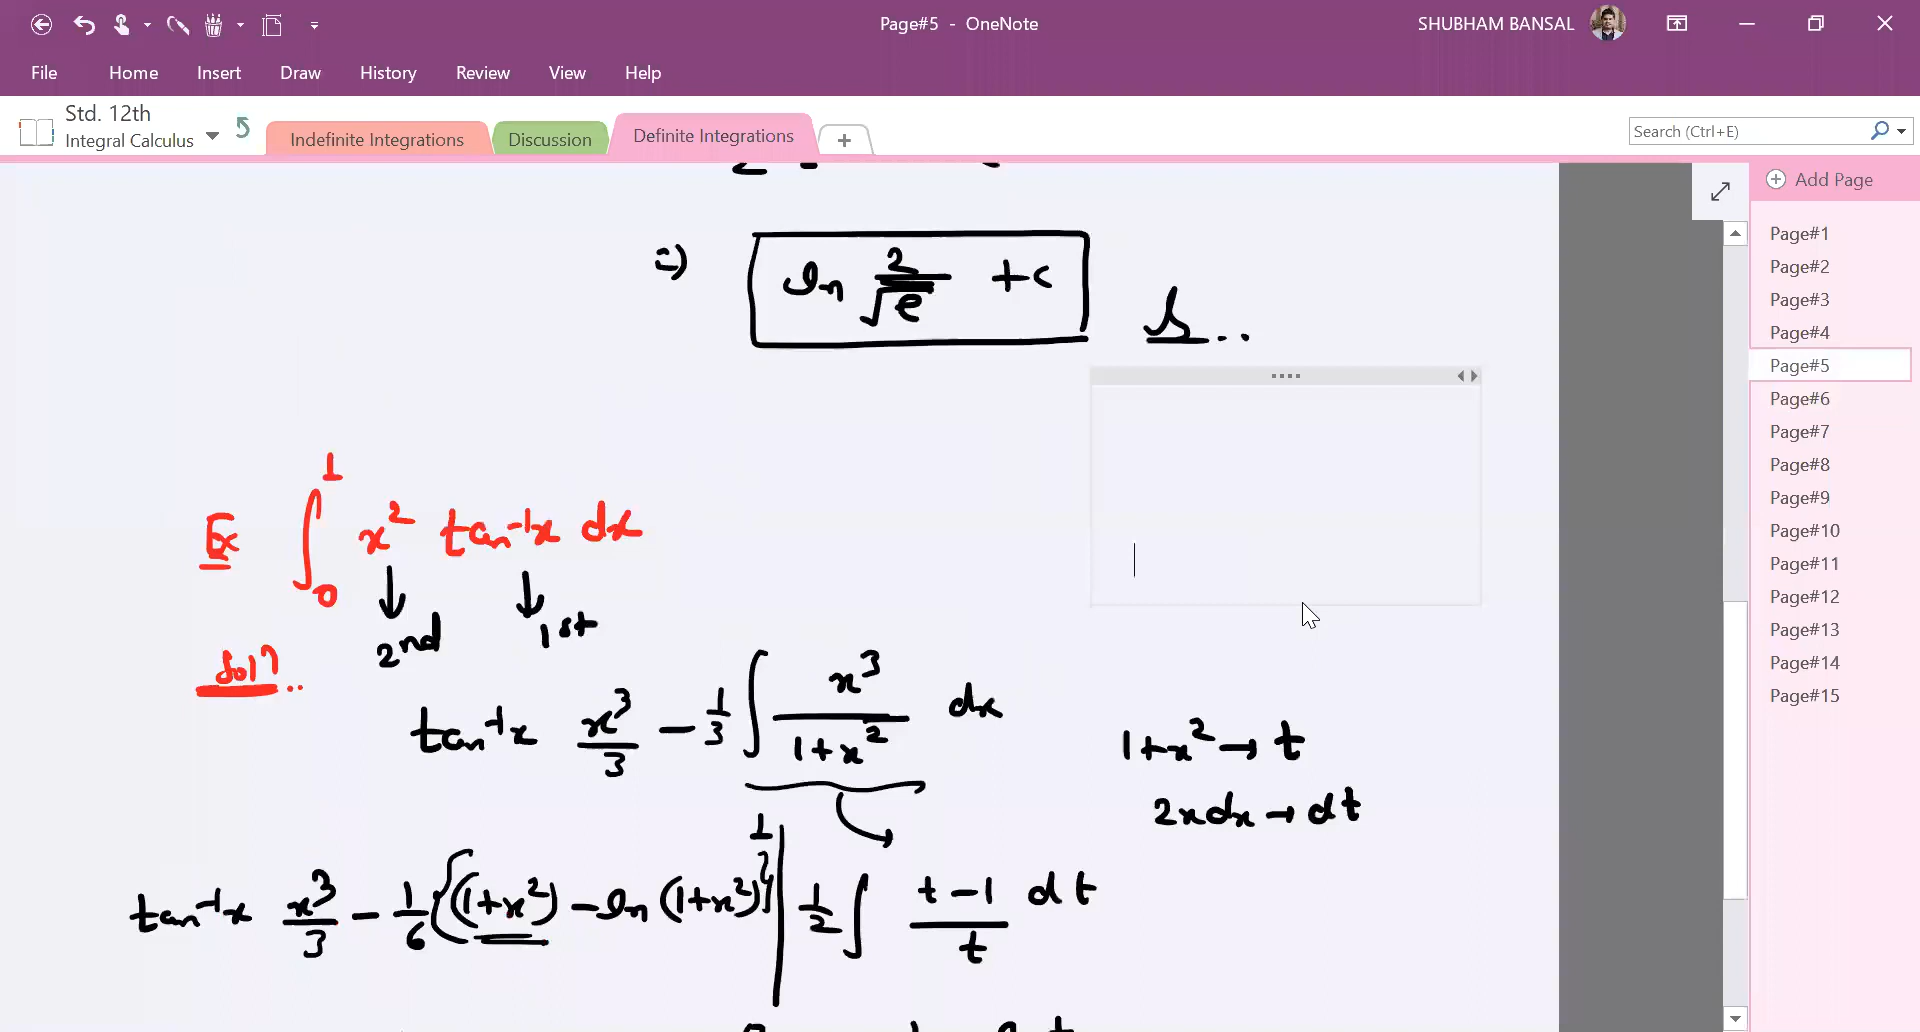 Page#5 - OneNote
SHUBHAM BANSAL
File Home Insert Draw History Review View Help
Std. 12th
Integral Calculus
Indefinite Integrations
Discussion
Definite Integrations
+
Search (Ctrl+E)
Add Page
Page#1
Page#2
Page#3
Page#4
Page#5
Page#6
Page#7
Page#8
Page#9
Page#10
Page#11
Page#12
Page#13
Page#14
Page#15
=) ln 2/√e + c
Ex ∫₀¹ x² tan⁻¹x dx
2nd 1st
Solⁿ..
tan⁻¹x x³/3 - 1/3 ∫ x³/(1+x²) dx
1+x² → t
2xdx → dt
tan⁻¹x x³/3 - 1/6 {(1+x²) - ln (1+x²)} |¹ 1/2 ∫ (t-1)/t dt